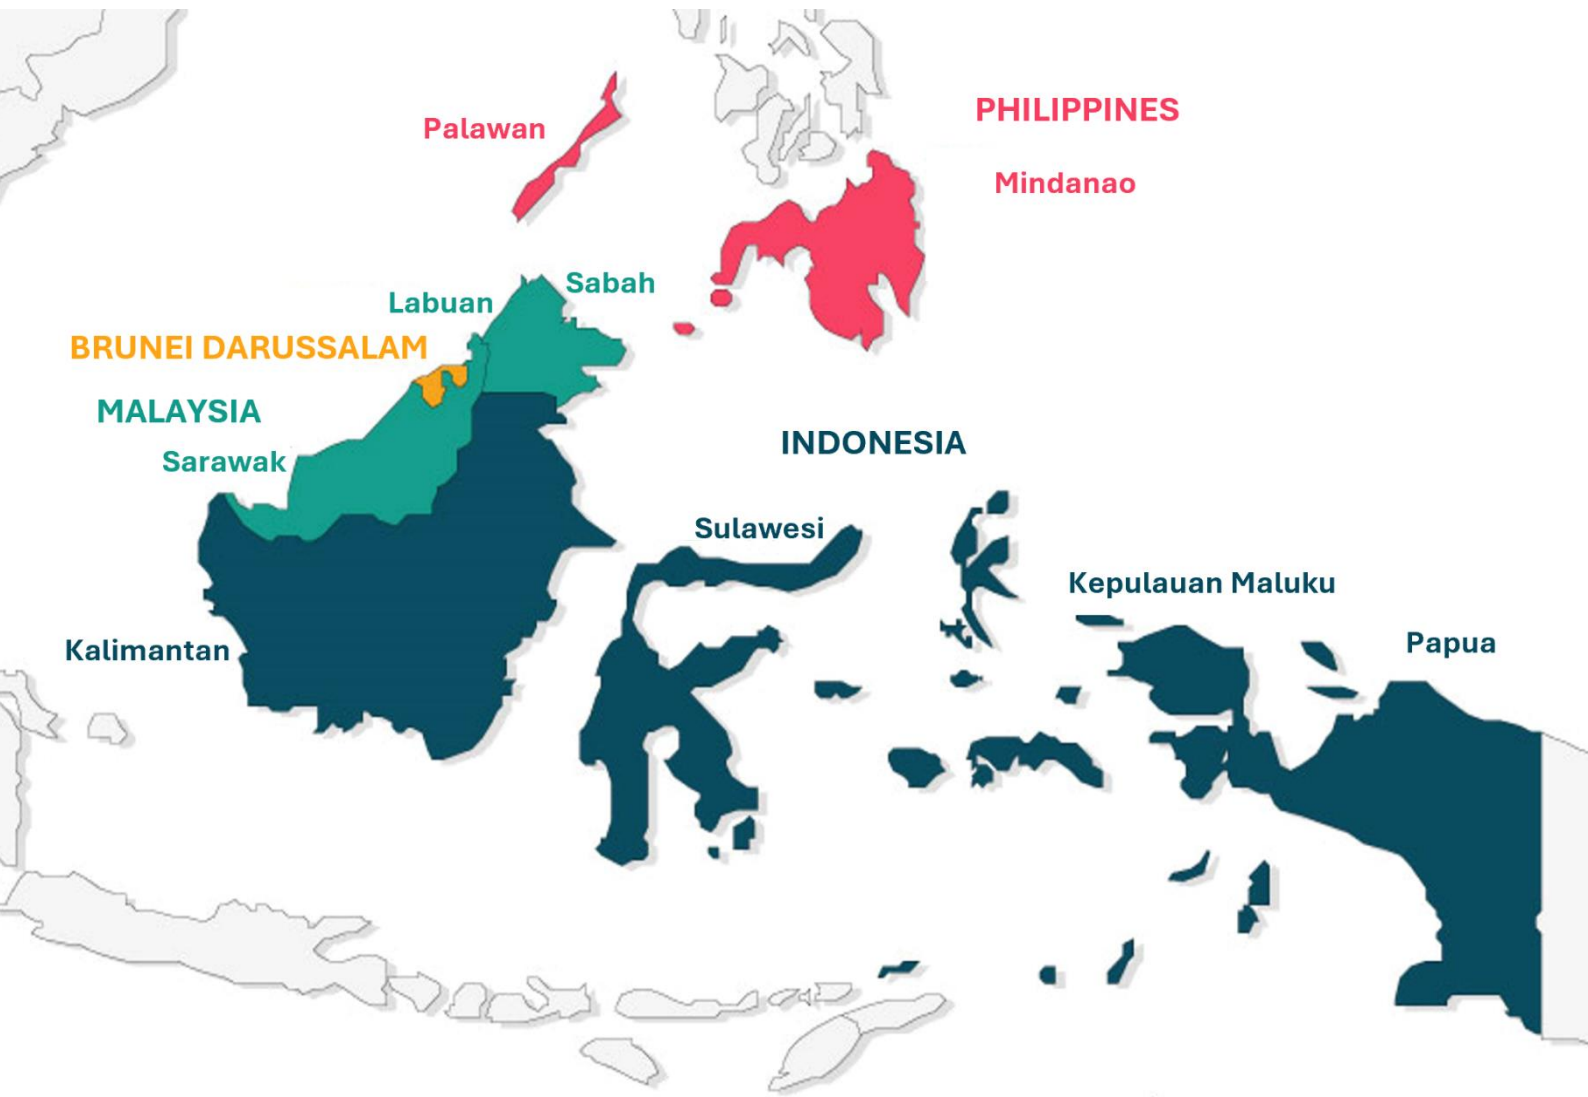 PHILIPPINES
Palawan
Mindanao
Sabah
Labuan
BRUNEI DARUSSALAM
MALAYSIA
INDONESIA
Sarawak
Sulawesi
Kepulauan Maluku
Papua
Kalimantan